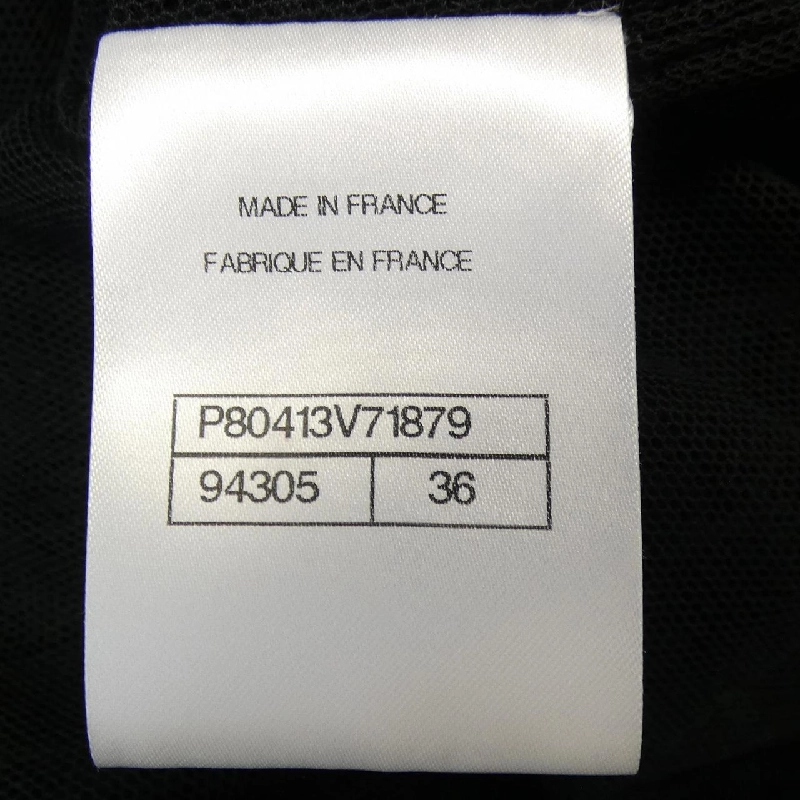 MADE IN FRANCE
FABRIQUE EN FRANCE
P80413V71879
94305 36